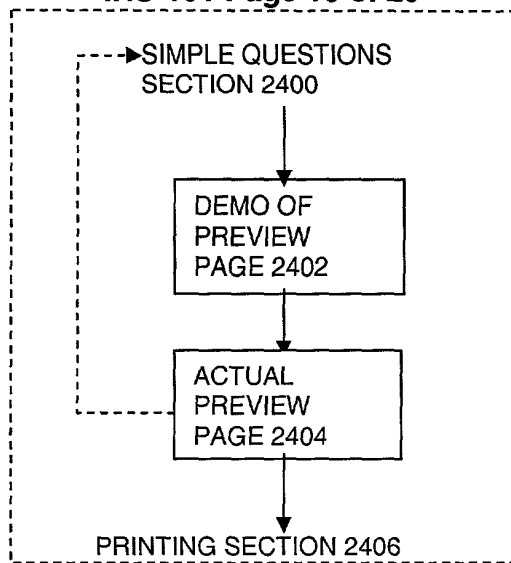 SIMPLE QUESTIONS
SECTION 2400
DEMO OF
PREVIEW
PAGE 2402
ACTUAL
PREVIEW
PAGE 2404
PRINTING SECTION 2406